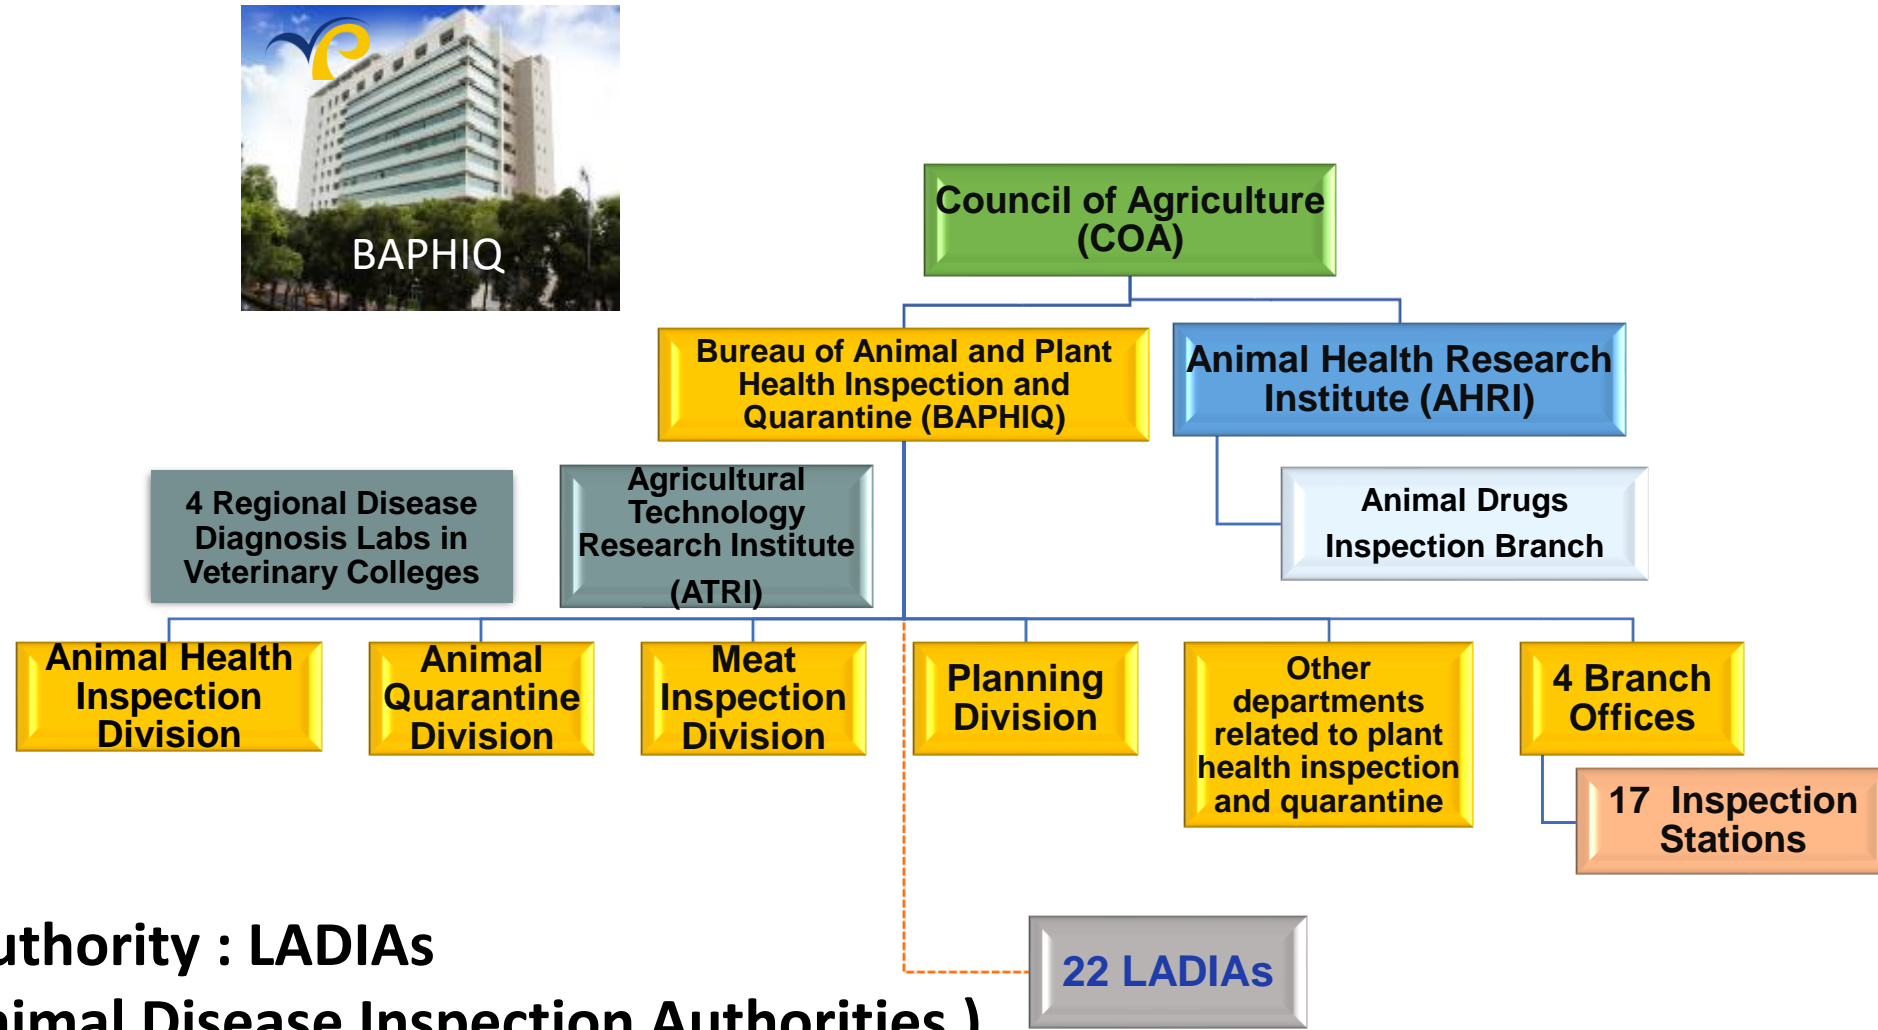 BAPHIQ
Council of Agriculture
(COA)
Bureau of Animal and Plant
Health Inspection and
Quarantine (BAPHIQ)
Animal Health Research
Institute (AHRI)
4 Regional Disease
Diagnosis Labs in
Veterinary Colleges
Agricultural
Technology
Research Institute
(ATRI)
Animal Drugs
Inspection Branch
Animal Health
Inspection
Division
Animal
Quarantine
Division
Meat
Inspection
Division
Planning
Division
Other
departments
related to plant
health inspection
and quarantine
4 Branch
Offices
17 Inspection
Stations
22 LADIAs
uthority : LADIAs
nimal Disease Inspection Authorities )